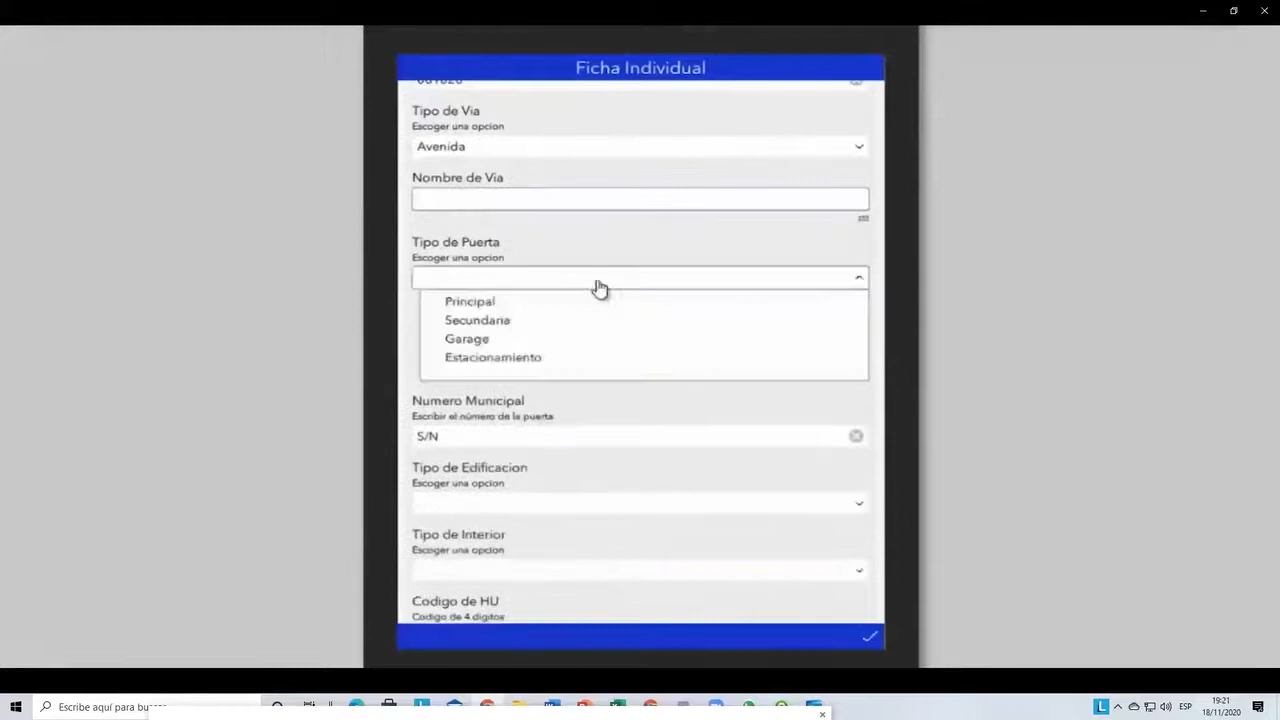 Ficha Individual
Tipo de Via
Escoger una opcion
Avenida
Nombre de Via
Tipo de Puerta
Escoger una opcion
Principal
Secundaria
Garage
Estacionamiento
Numero Municipal
Escribir el número de la puerta
S/N
Tipo de Edificacion
Escoger una opcion
Tipo de Interior
Escoger una opcion
Codigo de HU
Codigo de 4 digitos
Escribe aquí para
ESP
19:21
18/11/2020